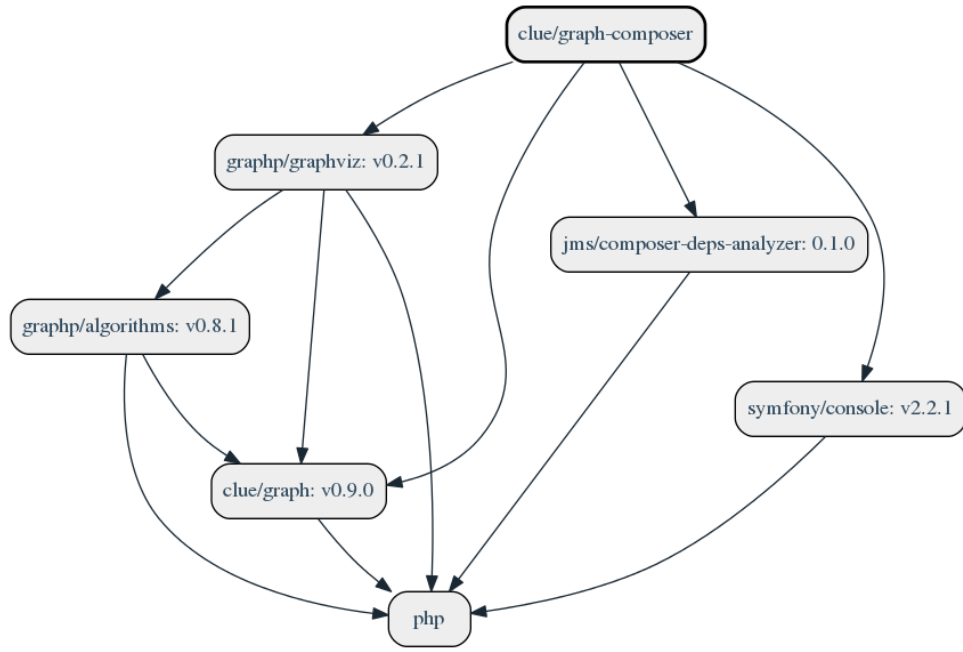 clue/graph-composer
graphp/graphviz: v0.2.1
jms/composer-deps-analyzer: 0.1.0
graphp/algorithms: v0.8.1
symfony/console: v2.2.1
clue/graph: v0.9.0
php